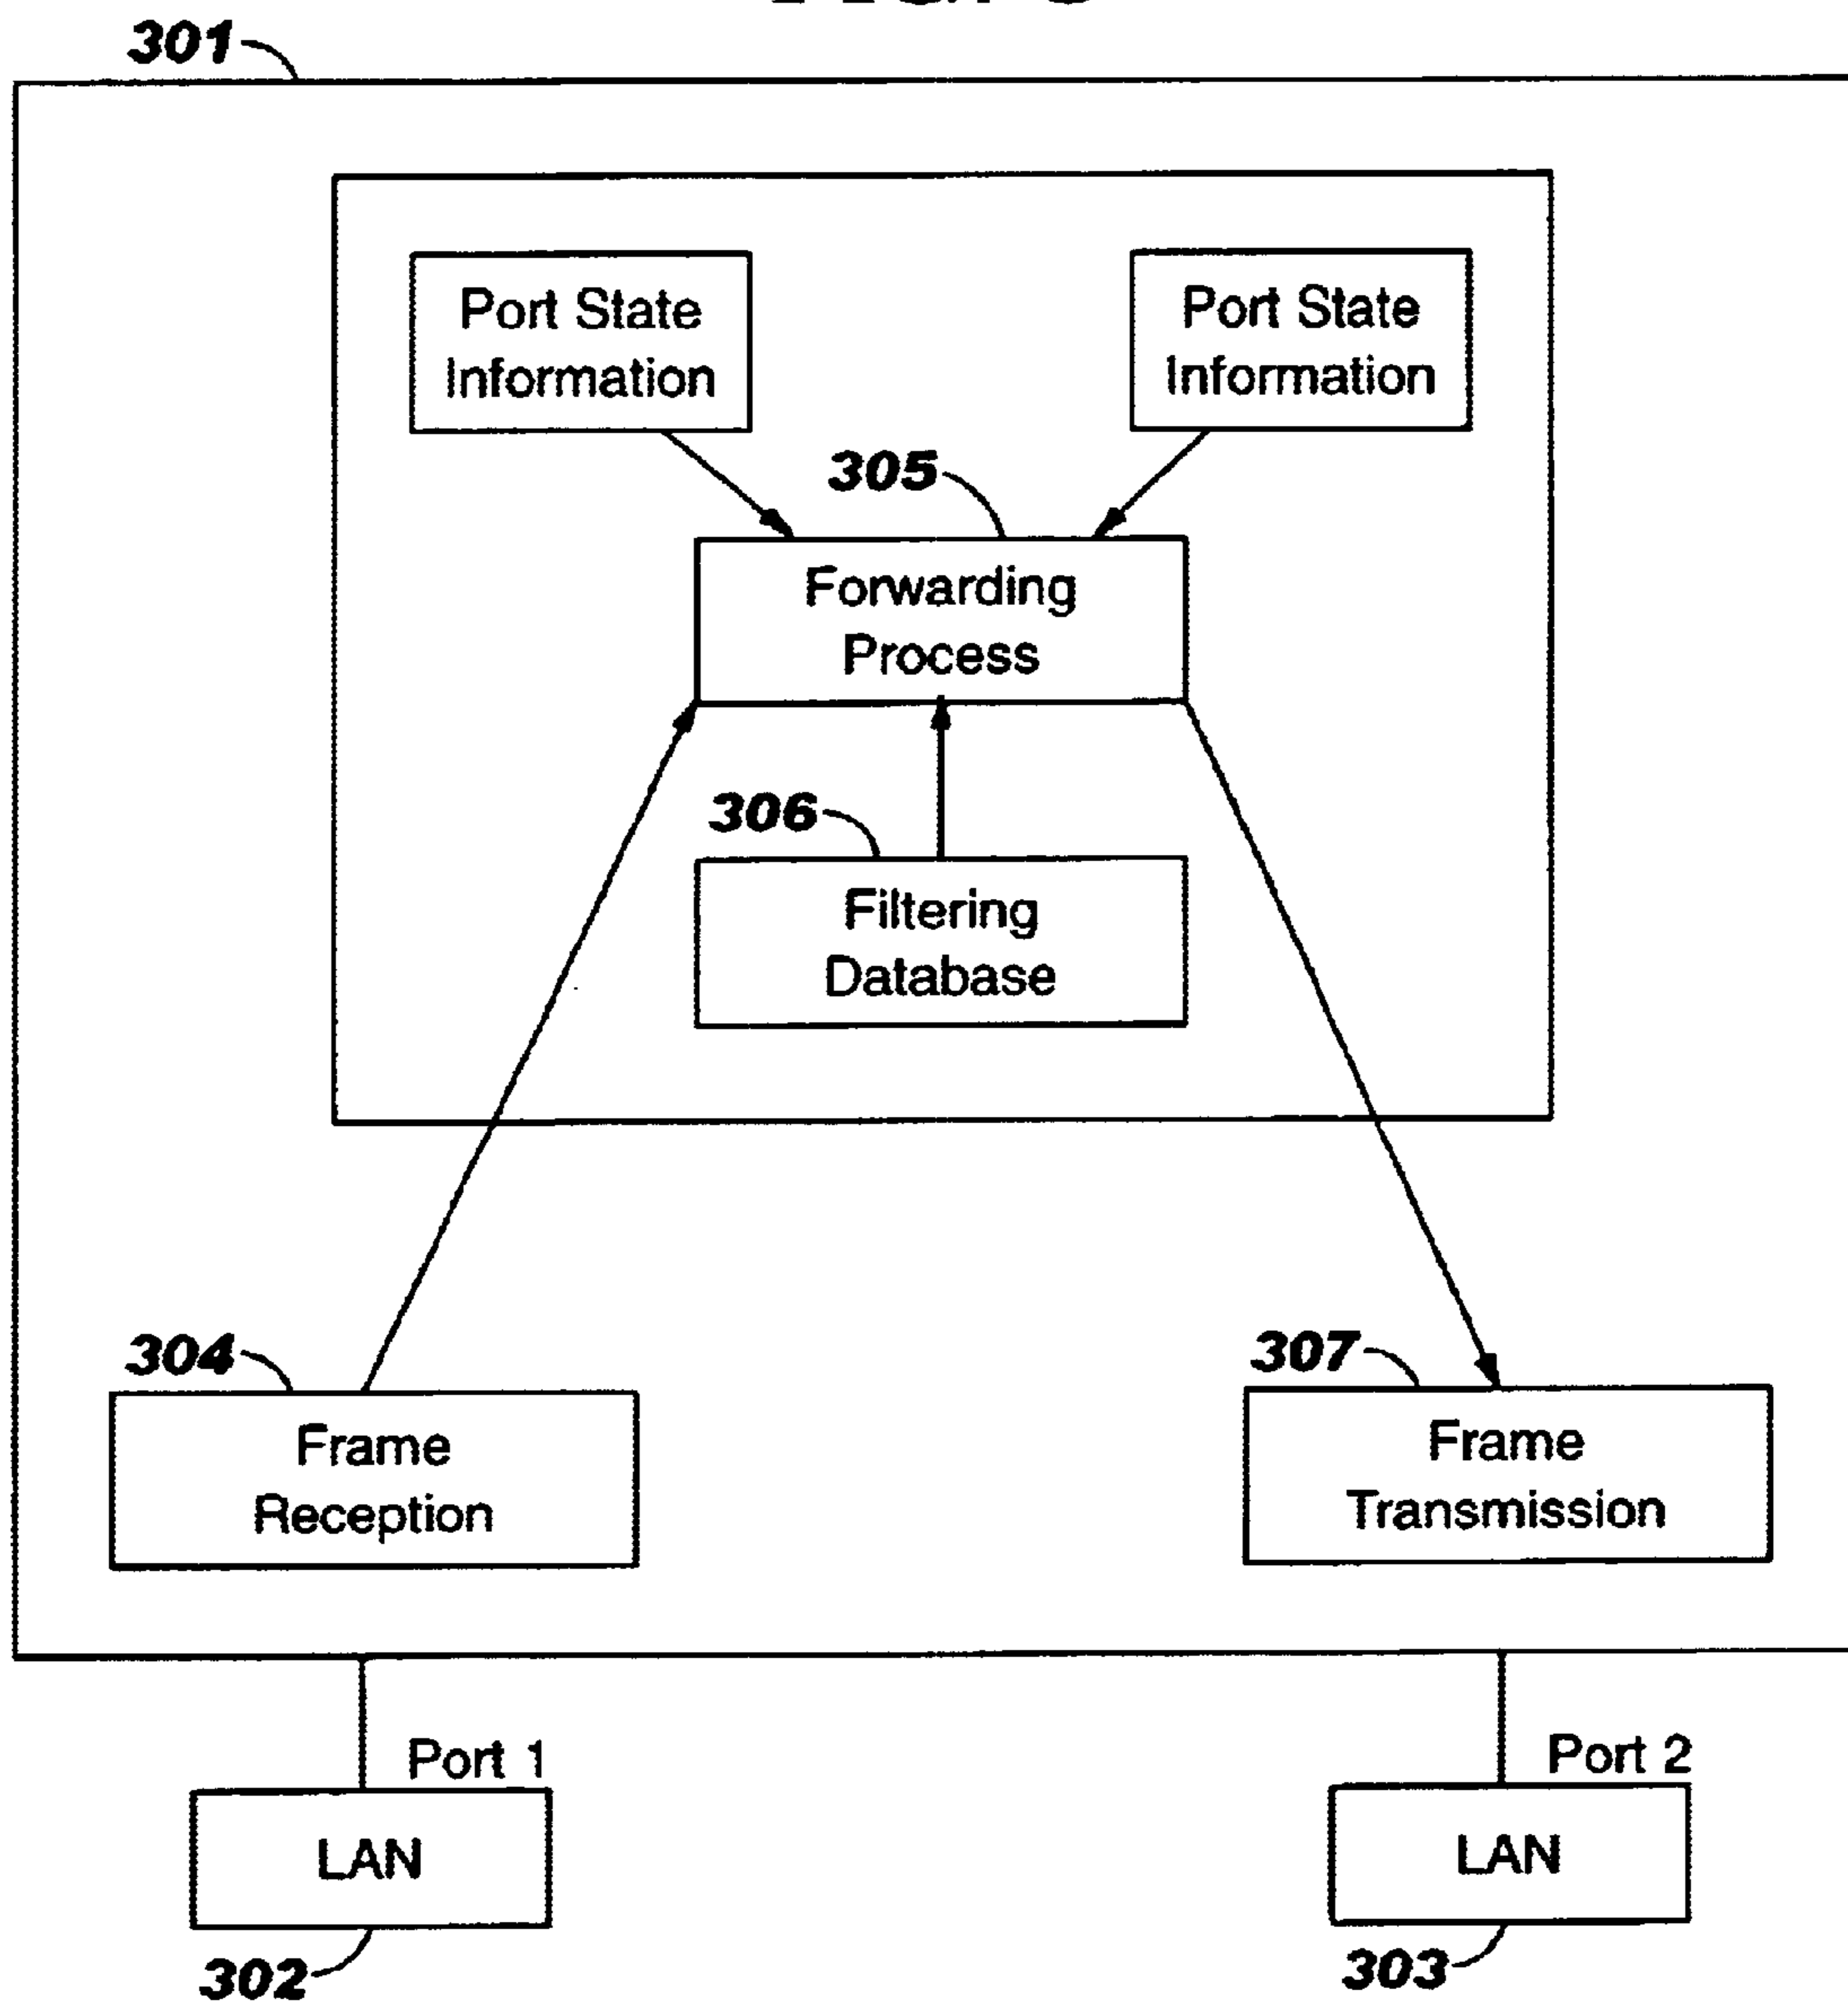 301
Port State
Information
Port State
Information
305
Forwarding
Process
306
Filtering
Database
304
Frame
Reception
307
Frame
Transmission
Port 1
LAN
302
Port 2
LAN
303